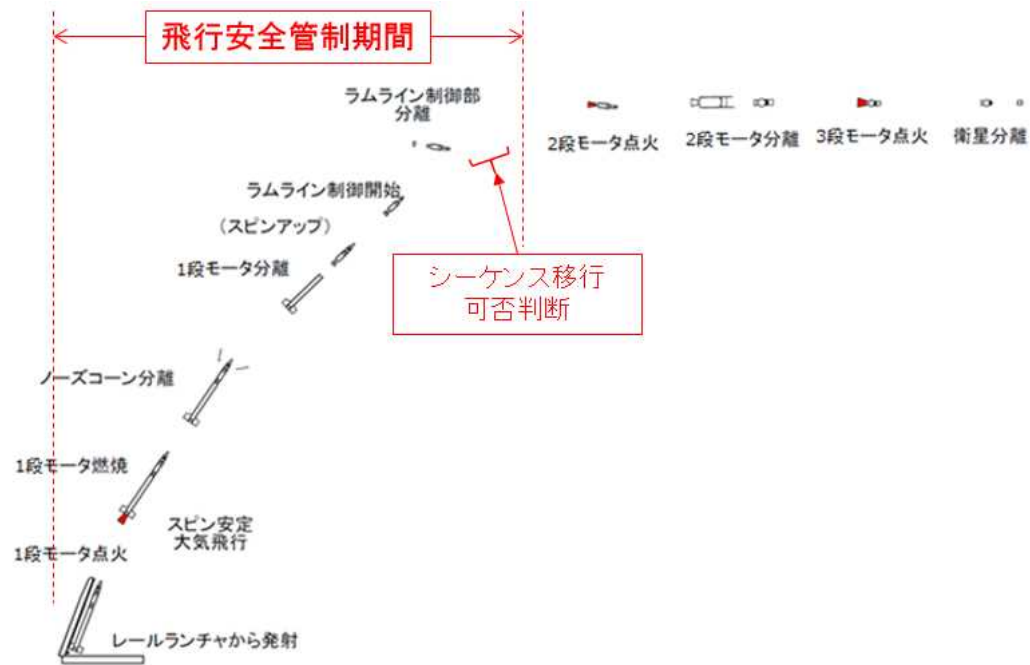 飛行安全管制期間
ラムライン制御部
分離
2段モータ点火
2段モータ分離
3段モータ点火
衛星分離
ラムライン制御開始
（スピンアップ）
1段モータ分離
シーケンス移行
可否判断
ノーズコーン分離
1段モータ燃焼
スピン安定
大気飛行
1段モータ点火
レールランチャから発射